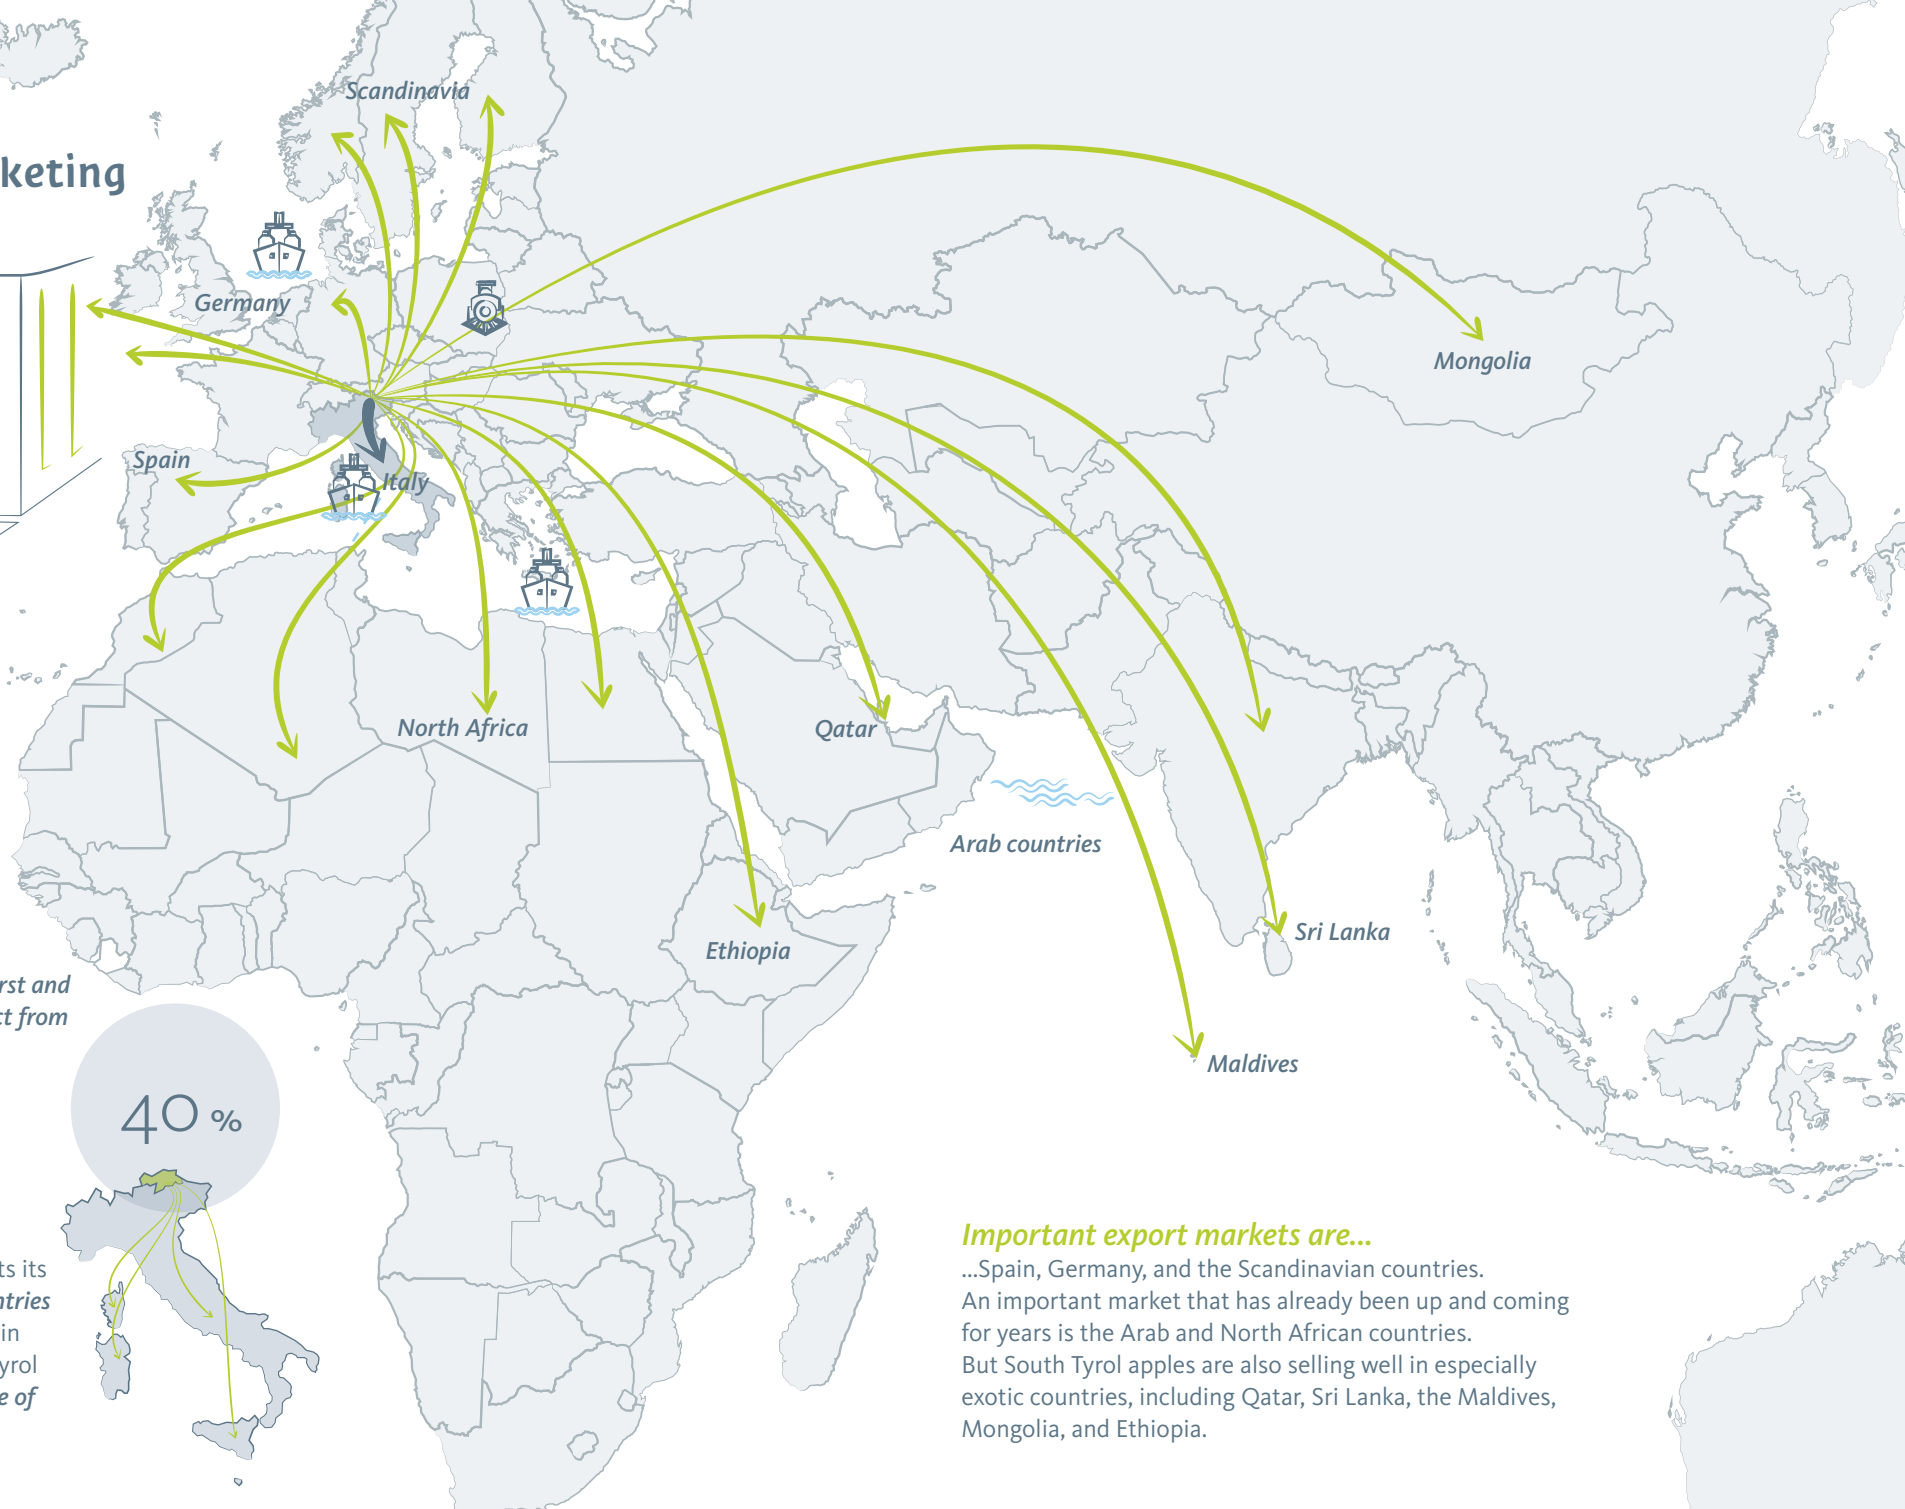 Scandinavia
keting
Germany
Mongolia
Spain
Italy
North Africa
Qatar
Arab countries
Ethiopia
Sri Lanka
Maldives
rst and
ct from
40 %
ts its
ntries
in
yrol
e of
Important export markets are...
...Spain, Germany, and the Scandinavian countries.
An important market that has already been up and coming
for years is the Arab and North African countries.
But South Tyrol apples are also selling well in especially
exotic countries, including Qatar, Sri Lanka, the Maldives,
Mongolia, and Ethiopia.